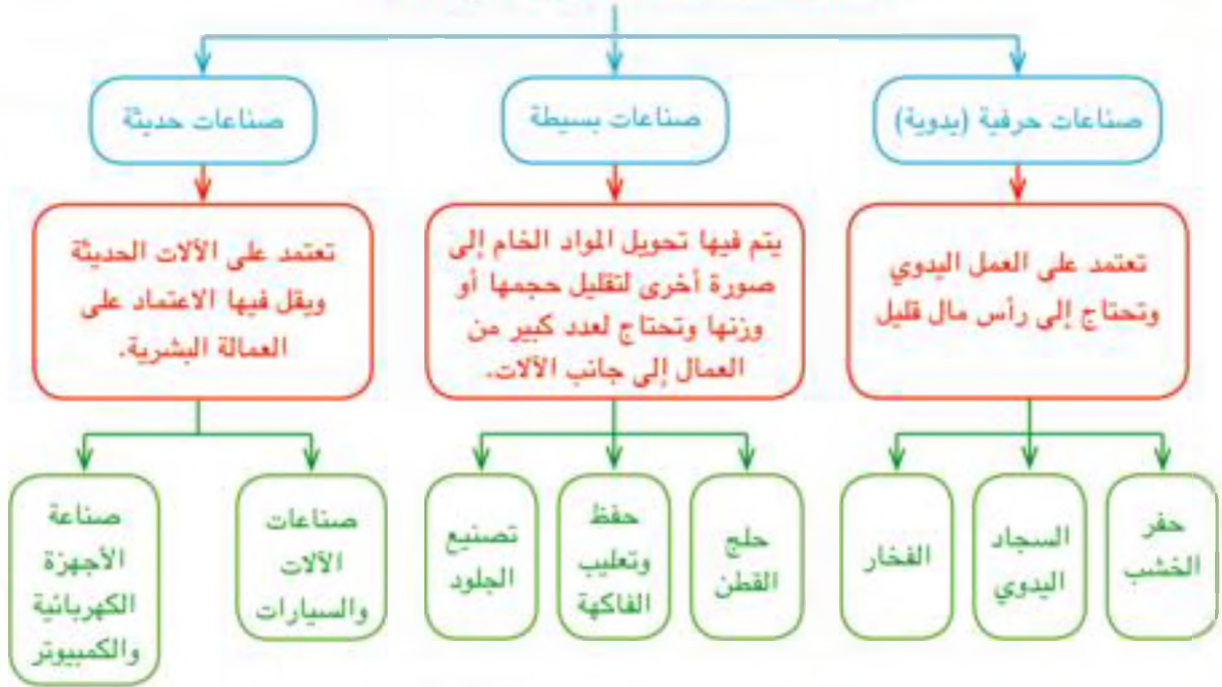 صناعات حرفية (يدوية)
صناعات بسيطة
صناعات حديثة
تعتمد على العمل اليدوي
وتحتاج إلى رأس مال قليل
يتم فيها تحويل المواد الخام إلى
صورة أخرى لتقليل حجمها أو
وزنها وتحتاج لعدد كبير من
العمال إلى جانب الآلات.
تعتمد على الآلات الحديثة
ويقل فيها الاعتماد على
العمالة البشرية.
حفر
الخشب
السجاد
اليدوي
الفخار
حلج
القطن
حفظ
وتعليب
الفاكهة
تصنيع
الجلود
صناعات
الآلات
والسيارات
صناعة
الأجهزة
الكهربائية
والكمبيوتر